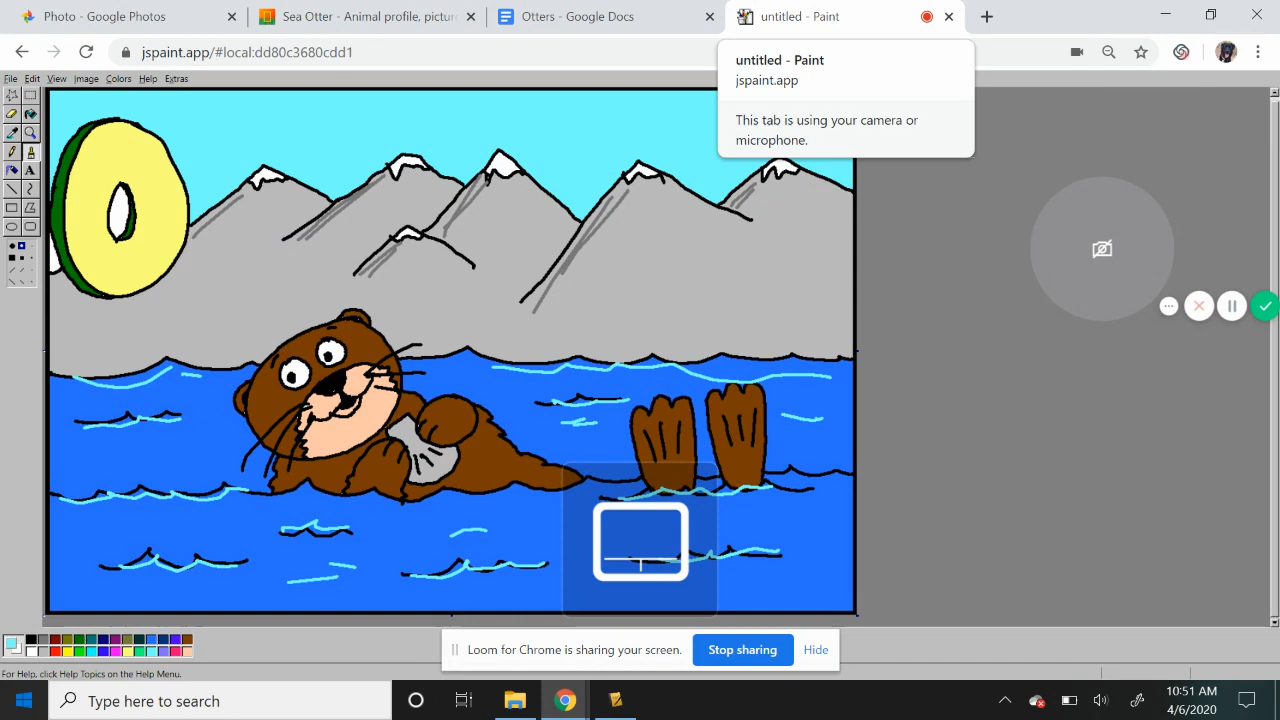 Photo - Google Photos
Sea Otter - Animal profile, pictur
Otters - Google Docs
untitled - Paint
jspaint.app/#local:dd80c3680cdd1
untitled - Paint
jspaint.app
This tab is using your camera or
microphone.
File Edit View Image Colors Help Extras
A
O
Loom for Chrome is sharing your screen.
Stop sharing
Hide
For Help, click Help Topics on the Help Menu.
Type here to search
10:51 AM
4/6/2020